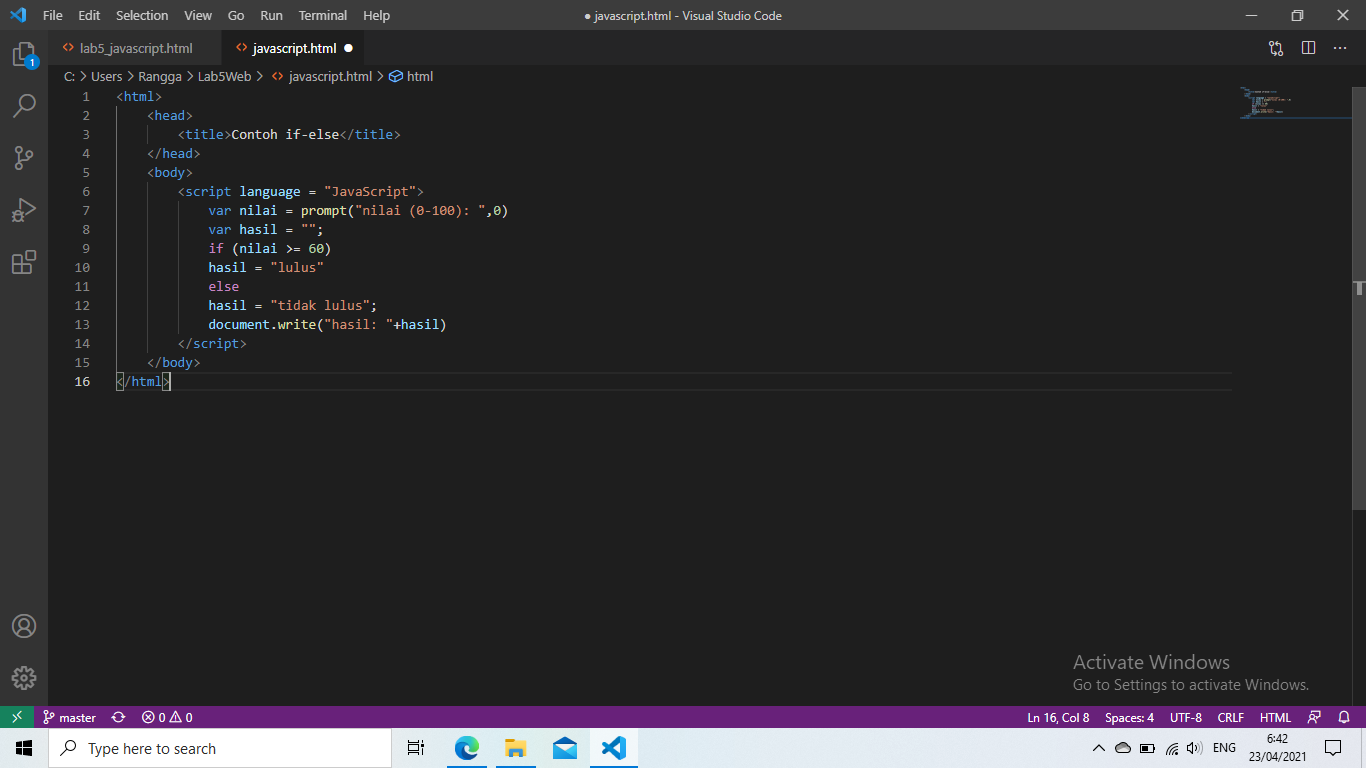 File Edit Selection View Go Run Terminal Help ● javascript.html - Visual Studio Code
lab5_javascript.html javascript.html
C: > Users > Rangga > Lab5Web > javascript.html > html
1 <html>
2 <head>
3 <title>Contoh if-else</title>
4 </head>
5 <body>
6 <script language = "JavaScript">
7 var nilai = prompt("nilai (0-100): ",0)
8 var hasil = "";
9 if (nilai >= 60)
10 hasil = "lulus"
11 else
12 hasil = "tidak lulus";
13 document.write("hasil: "+hasil)
14 </script>
15 </body>
16 </html>
1
Activate Windows
Go to Settings to activate Windows.
master 0 0 Ln 16, Col 8 Spaces: 4 UTF-8 CRLF HTML
Type here to search ENG 6:42
23/04/2021